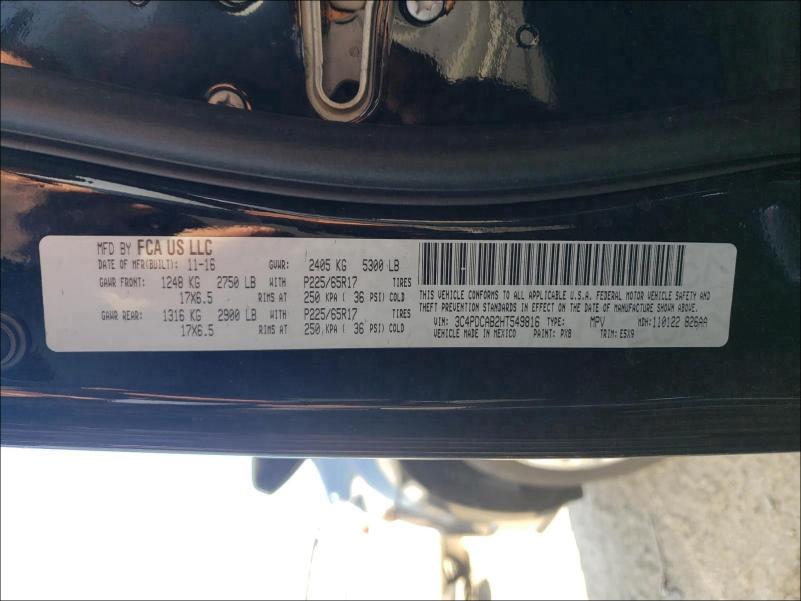 MFD BY FCA US LLC
DATE OF MFR(BUILT): 11-16 GVWR: 2405 KG 5300 LB
GAWR FRONT: 1248 KG 2750 LB WITH P225/65R17 TIRES
17X6.5 RIMS AT 250 KPA ( 36 PSI) COLD
GAWR REAR: 1316 KG 2900 LB WITH P225/65R17 TIRES
17X6.5 RIMS AT 250 KPA ( 36 PSI) COLD
THIS VEHICLE CONFORMS TO ALL APPLICABLE U.S.A. FEDERAL MOTOR VEHICLE SAFETY AND
THEFT PREVENTION STANDARDS IN EFFECT ON THE DATE OF MANUFACTURE SHOWN ABOVE.
VIN: 3C4PDCAB2HT549816 TYPE: MPV MDH: 110122 826AA
VEHICLE MADE IN MEXICO PAINT: PX8 TRIM: E5X9